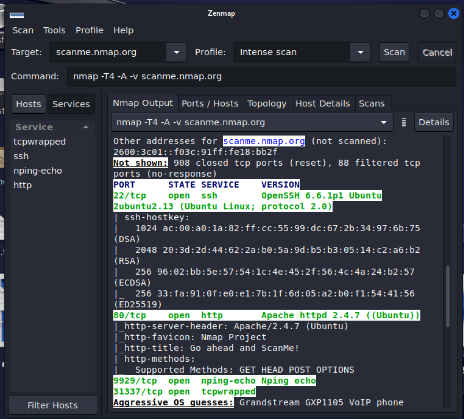 Zenmap
Scan Tools Profile Help
Target: scanme.nmap.org Profile: Intense scan Scan Cancel
Command: nmap -T4 -A -v scanme.nmap.org
Hosts Services
Service
tcpwrapped
ssh
nping-echo
http
Filter Hosts
Nmap Output Ports / Hosts Topology Host Details Scans
nmap -T4 -A -v scanme.nmap.org Details
Other addresses for scanme.nmap.org (not scanned):
2600:3c01::f03c:91ff:fe18:bb2f
Not shown: 908 closed tcp ports (reset), 88 filtered tcp
ports (no-response)
PORT STATE SERVICE VERSION
22/tcp open ssh OpenSSH 6.6.1p1 Ubuntu
2ubuntu2.13 (Ubuntu Linux; protocol 2.0)
| ssh-hostkey:
| 1024 ac:00:a0:1a:82:ff:cc:55:99:dc:67:2b:34:97:6b:75
(DSA)
| 2048 20:3d:2d:44:62:2a:b0:5a:9d:b5:b3:05:14:c2:a6:b2
(RSA)
| 256 96:02:bb:5e:57:54:1c:4e:45:2f:56:4c:4a:24:b2:57
(ECDSA)
|_ 256 33:fa:91:0f:e0:e1:7b:1f:6d:05:a2:b0:f1:54:41:56
(ED25519)
80/tcp open http Apache httpd 2.4.7 ((Ubuntu))
|_http-server-header: Apache/2.4.7 (Ubuntu)
|_http-favicon: Nmap Project
|_http-title: Go ahead and ScanMe!
| http-methods:
|_ Supported Methods: GET HEAD POST OPTIONS
9929/tcp open nping-echo Nping echo
31337/tcp open tcpwrapped
Aggressive OS guesses: Grandstream GXP1105 VoIP phone